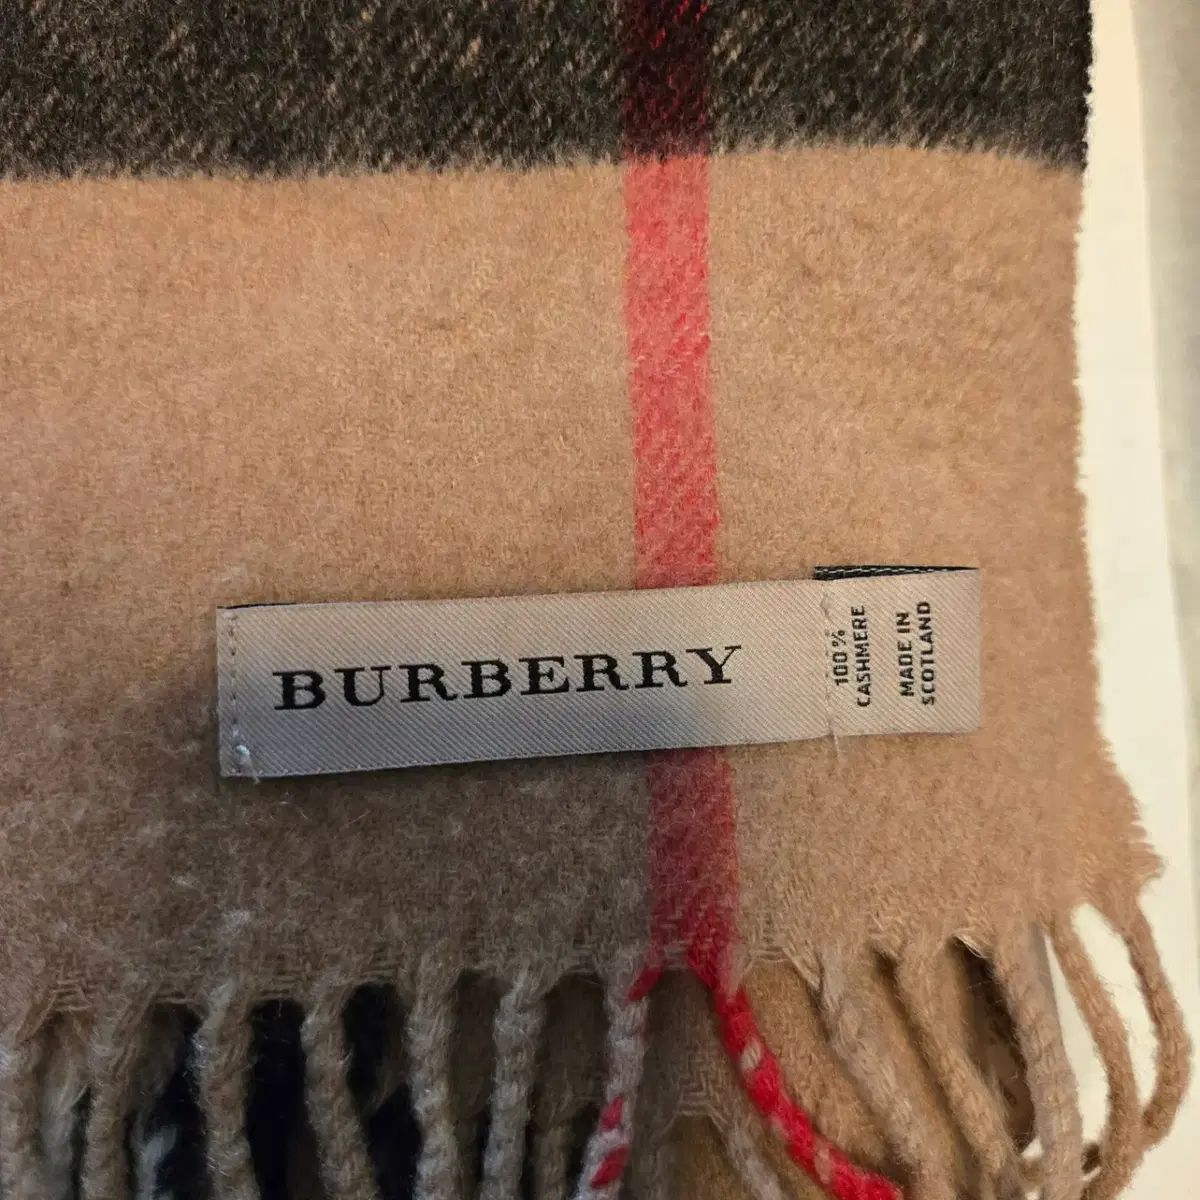 BURBERRY
100 %
CASHMERE
MADE IN
SCOTLAND